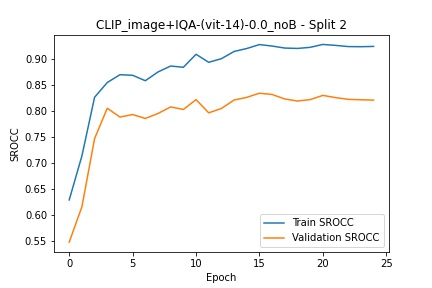 CLIP_image+IQA-(vit-14)-0.0_noB - Split 2
SROCC
0.90
0.85
0.80
0.75
0.70
0.65
0.60
0.55
Train SROCC
Validation SROCC
0 5 10 15 20 25
Epoch